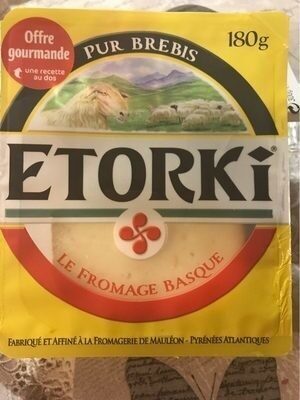 Offre
gourmande
une recette
au dos
PUR BREBIS
180g
ETORKI®
LE FROMAGE BASQUE
FABRIQUÉ ET AFFINÉ À LA FROMAGERIE DE MAULÉON - PYRÉNÉES ATLANTIQUES